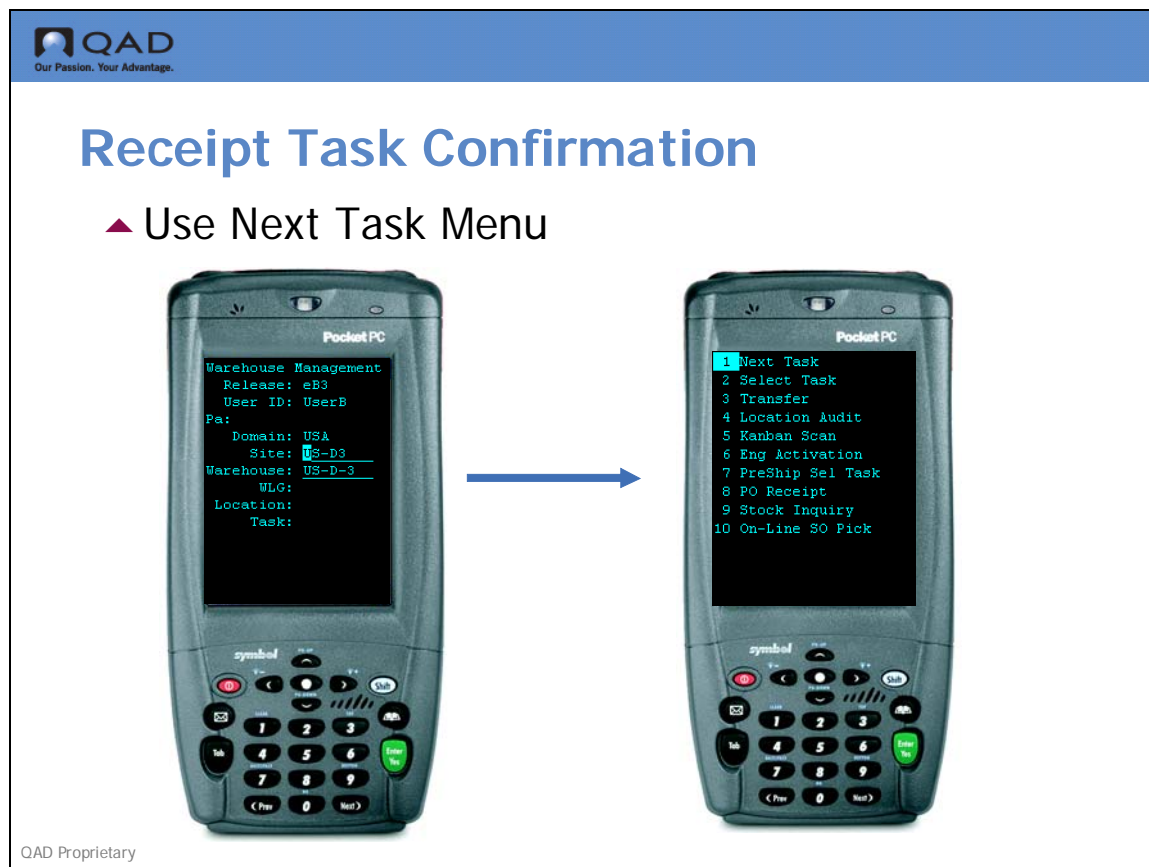 QAD
Our Passion. Your Advantage.
Receipt Task Confirmation
Use Next Task Menu
Pocket PC
Warehouse Management
Release: eB3
User ID: UserB
Pa:
Domain: USA
Site: US-D3
Warehouse: US-D-3
WLG:
Location:
Task:
symbol
Shift
1 2 3
Tab 4 5 6 Enter Yes
7 8 9
< Prev 0 Next >
Pocket PC
1 Next Task
2 Select Task
3 Transfer
4 Location Audit
5 Kanban Scan
6 Eng Activation
7 PreShip Sel Task
8 PO Receipt
9 Stock Inquiry
10 On-Line SO Pick
symbol
Shift
1 2 3
Tab 4 5 6 Enter Yes
7 8 9
< Prev 0 Next >
QAD Proprietary